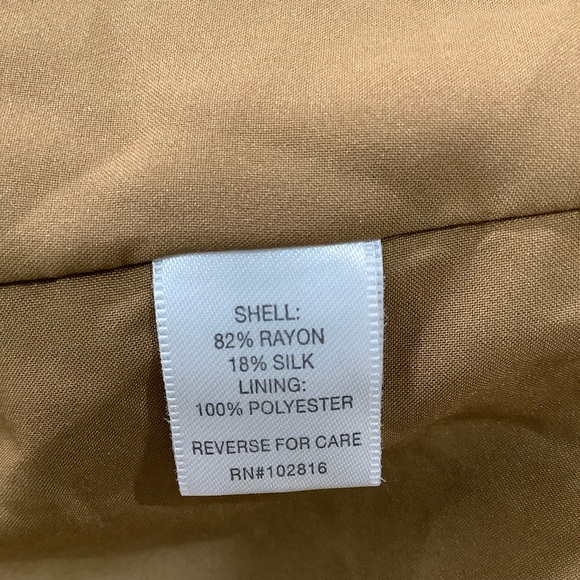 SHELL:
82% RAYON
18% SILK
LINING:
100% POLYESTER
REVERSE FOR CARE
RN#102816